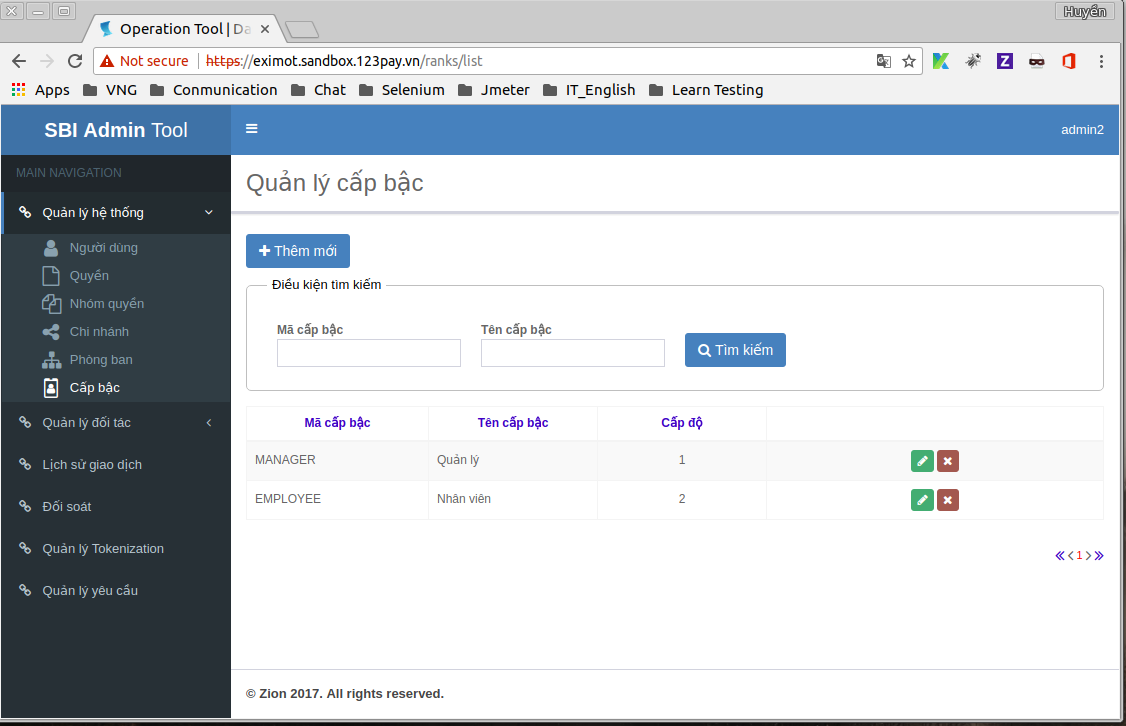 Huyền
Operation Tool | Da
Not secure https://eximot.sandbox.123pay.vn/ranks/list
Apps VNG Conmunication Chat Selenium Jmeter IT_English Learn Testing
SBI Admin Tool
admin2
MAIN NAVIGATION
Quản lý hệ thống
Người dùng
Quyền
Nhóm quyền
Chi nhánh
Phòng ban
Cấp bậc
Quản lý đối tác
Lịch sử giao dịch
Đối soát
Quản lý Tokenization
Quản lý yêu cầu
Quản lý cấp bậc
Thêm mới
Điều kiện tìm kiếm
Mã cấp bậc Tên cấp bậc
Tìm kiếm
Mã cấp bậc Tên cấp bậc Cấp độ
MANAGER Quản lý 1
EMPLOYEE Nhân viên 2
1
© Zion 2017. All rights reserved.